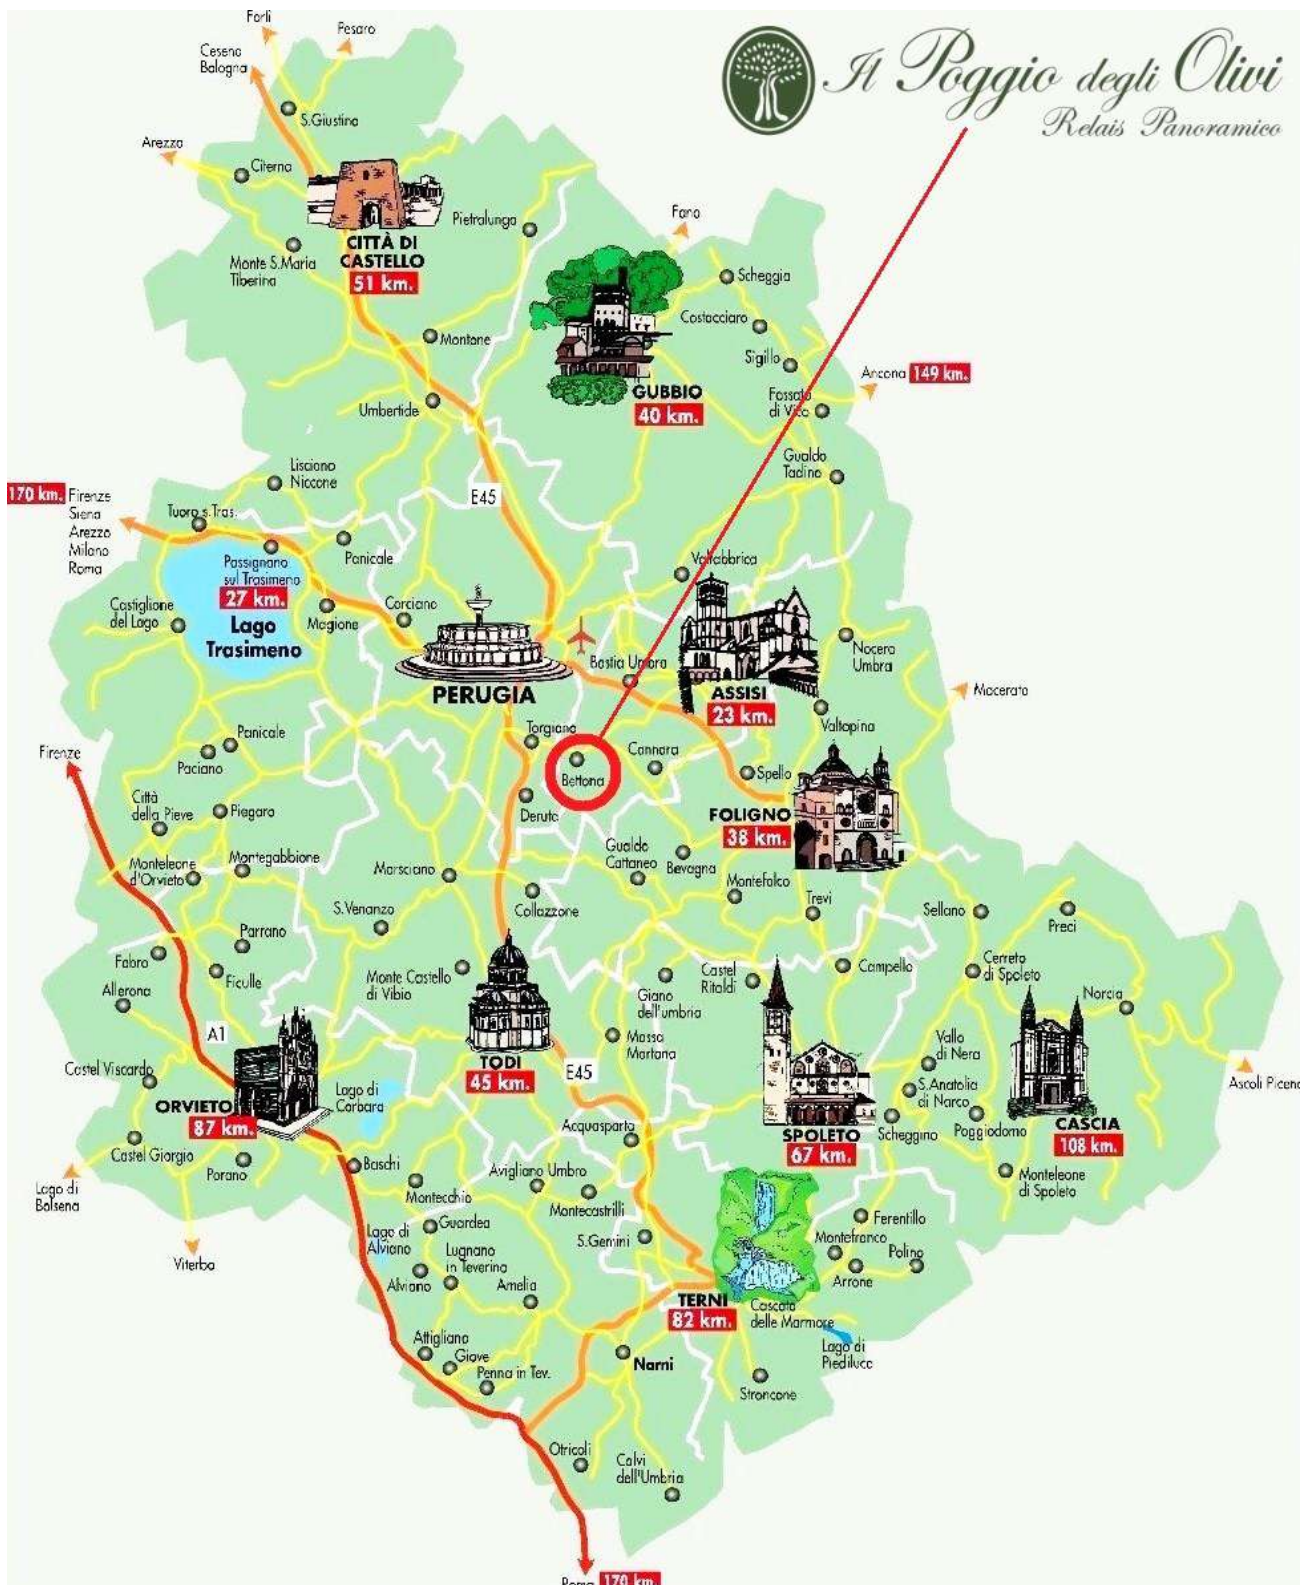 Il Poggio degli Olivi
Relais Panoramico
Forlì
Pesaro
Cesena
Bologna
S.Giustina
Arezzo
Citerna
CITTÀ DI
CASTELLO
51 km.
Pietralunga
Monte S.Maria
Tiberina
Fano
Scheggia
Costacciaro
Montone
Sigillo
Ancona 149 km.
GUBBIO
40 km.
Fossato
di Vico
Umbertide
Gualdo
Tadino
Lisciano
Niccone
170 km. Firenze
Siena
Arezzo
Milano
Roma
E45
Tuoro s.Tras.
Panicale
Passignano
sul Trasimeno
27 km.
Valfabbrica
Castiglione
del Lago
Lago
Trasimeno
Magione
Corciano
Nocera
Umbra
Bastia Umbra
PERUGIA
ASSISI
23 km.
Macerata
Valtopina
Torgiano
Panicale
Paciano
Firenze
Bettona
Cannara
Spello
Città
della Pieve
Piegaro
Deruta
FOLIGNO
38 km.
Monteleone
d'Orvieto
Montegabbione
Marsciano
Gualdo
Cattaneo
Bevagna
Montefalco
Collazzone
Trevi
Sellano
Preci
S.Venanzo
Parrano
Fabro
Ficulle
Allerona
Monte Castello
di Vibio
Giano
dell'umbria
Castel
Ritaldi
Campello
Cerreto
di Spoleto
Norcia
A1
Massa
Martana
Vallo
di Nera
Castel Viscardo
TODI
45 km.
E45
S.Anatolia
di Narco
Ascoli Piceno
Lago di
Corbara
ORVIETO
87 km.
Acquasparta
SPOLETO
67 km.
Scheggino
Poggiodomo
CASCIA
108 km.
Castel Giorgio
Porano
Baschi
Avigliano Umbro
Monteleone
di Spoleto
Lago di
Bolsena
Montecchio
Montecastrilli
Guardea
Ferentillo
S.Gemini
Lago di
Alviano
Viterbo
Montefranco
Polino
Lugnano
in Teverina
Alviano
Amelia
Arrone
TERNI
82 km.
Cascata
delle Marmore
Lago di
Piediluco
Attigliano
Giove
Penna in Tev.
Narni
Stroncone
Otricoli
Calvi
dell'Umbria
Roma 170 km.